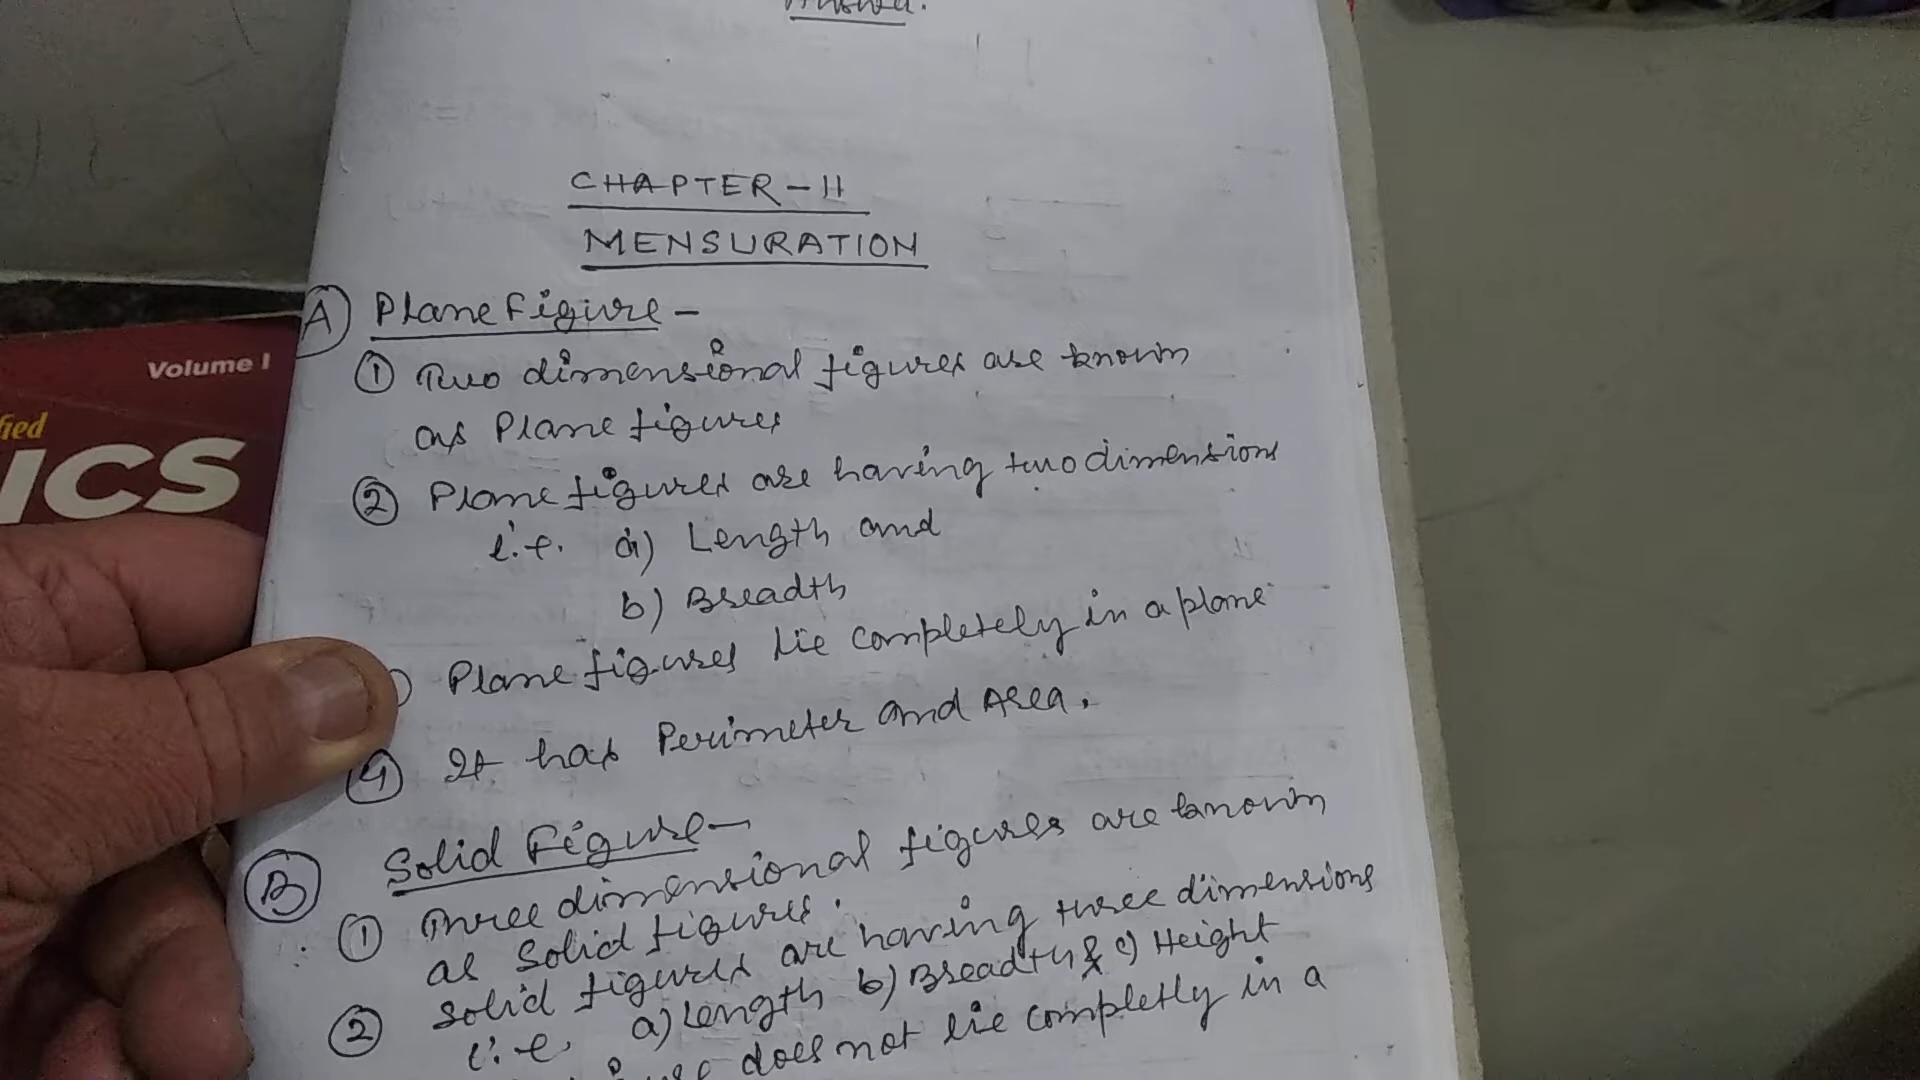 CHAPTER-11
MENSURATION
A) Plane Figure -
① Two dimensional figures are known
as Plane figures
② Plane figures are having two dimensions
i.e. a) Length and
b) Breadth
Plane figures lie completely in a plane
④ It has Perimeter and Area.
B Solid Figure -
① Three dimensional figures are known
as Solid figures.
② Solid figures are having three dimensions
i.e. a) Length b) Breadth & c) Height
does not lie completly in a
Volume I
ICS